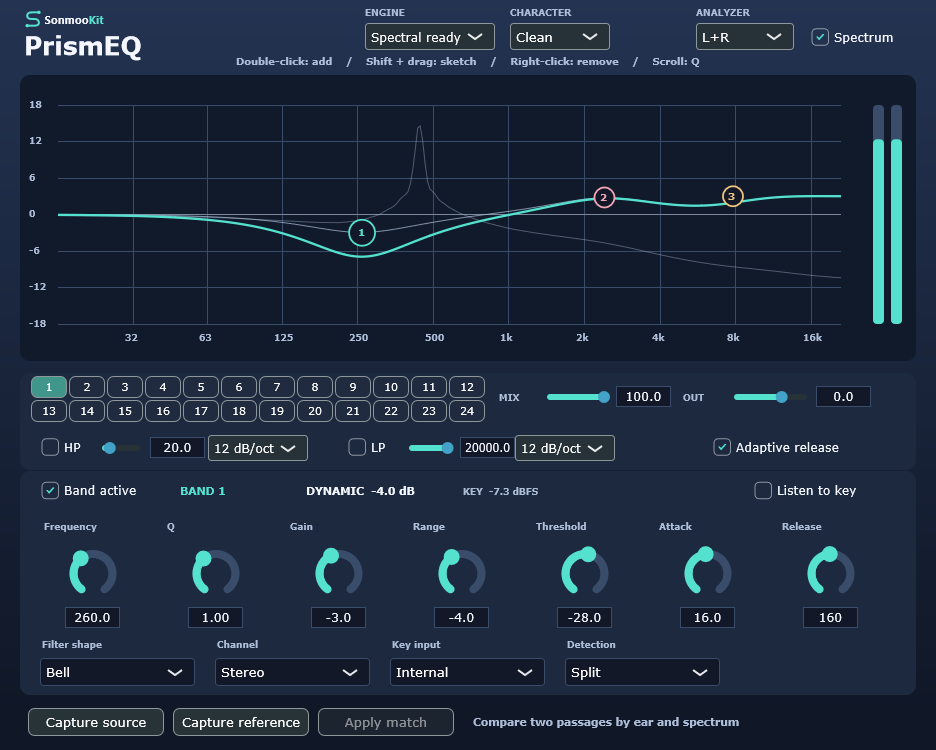 SonmooKit
PrismEQ
ENGINE
CHARACTER
ANALYZER
Spectral ready
Clean
L+R
Spectrum
Double-click: add / Shift + drag: sketch / Right-click: remove / Scroll: Q
18
12
6
0
-6
-12
-18
1
2
3
32 63 125 250 500 1k 2k 4k 8k 16k
1 2 3 4 5 6 7 8 9 10 11 12
13 14 15 16 17 18 19 20 21 22 23 24
MIX 100.0 OUT 0.0
HP 20.0 12 dB/oct LP 20000.0 12 dB/oct Adaptive release
Band active BAND 1 DYNAMIC -4.0 dB KEY -7.3 dBFS Listen to key
Frequency Q Gain Range Threshold Attack Release
260.0 1.00 -3.0 -4.0 -28.0 16.0 160
Filter shape Channel Key input Detection
Bell Stereo Internal Split
Capture source Capture reference Apply match Compare two passages by ear and spectrum